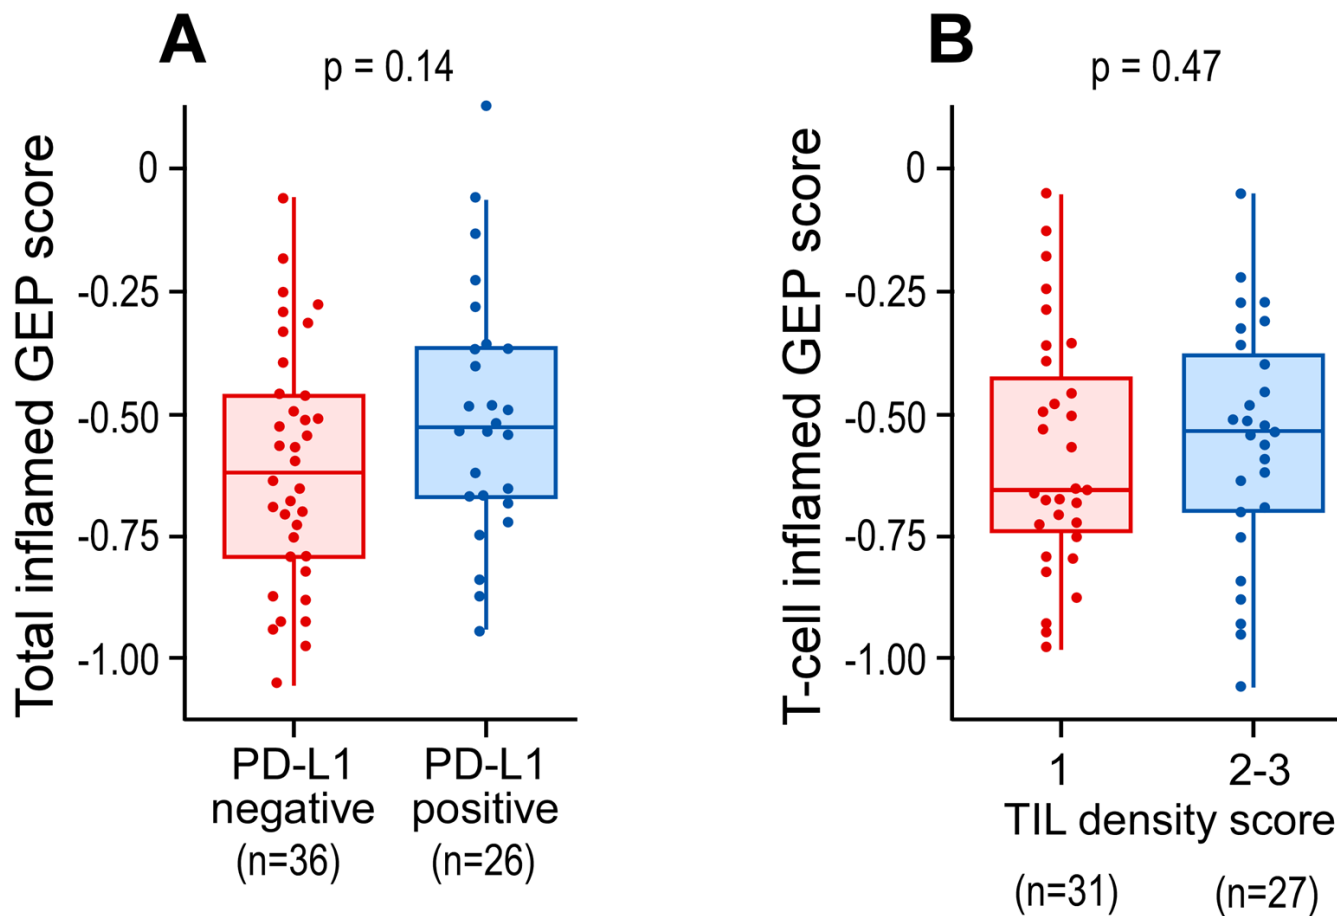 A
p = 0.14
Total inflamed GEP score
0
-0.25
-0.50
-0.75
-1.00
PD-L1
negative
(n=36)
PD-L1
positive
(n=26)
B
p = 0.47
T-cell inflamed GEP score
0
-0.25
-0.50
-0.75
-1.00
1
2-3
TIL density score
(n=31)
(n=27)